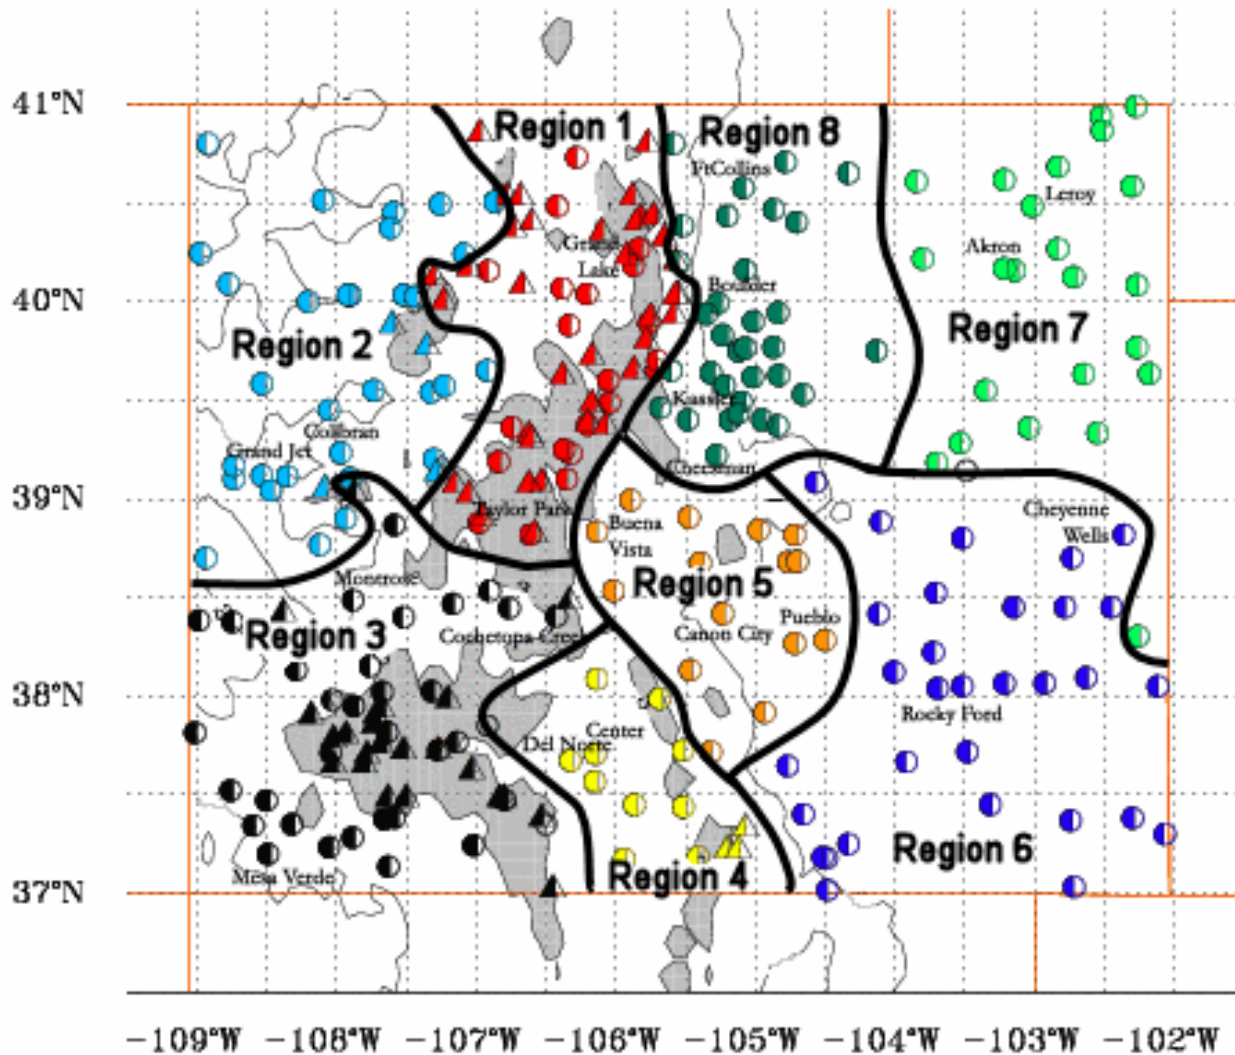 41°N
Region 1
Region 8
FtCollins
Leroy
Grand
Lake
Akron
40°N
Boulder
Region 2
Region 7
Kassler
Collbran
Grand Jct
Cheesman
39°N
Taylor Park
Buena
Vista
Cheyenne
Wells
Montrose
Region 5
Region 3
Cochetopa Creek
Canon City
Pueblo
38°N
Rocky Ford
Del Norte
Center
Region 6
Mesa Verde
Region 4
37°N
-109°W
-108°W
-107°W
-106°W
-105°W
-104°W
-103°W
-102°W